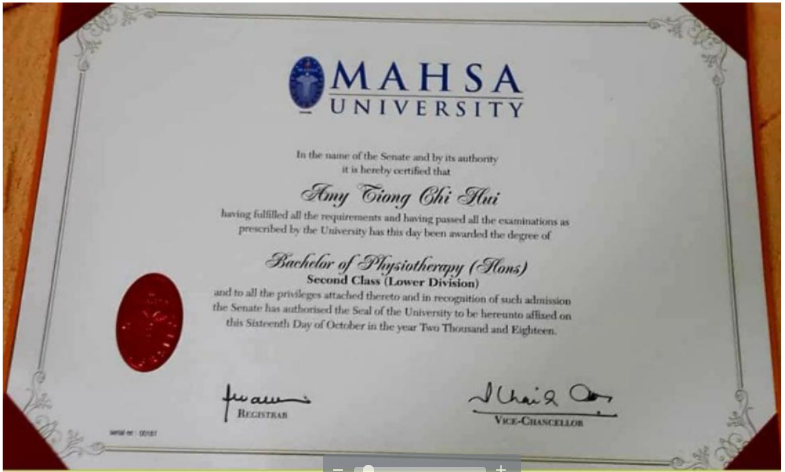 MAHSA
UNIVERSITY
In the name of the Senate and by its authority
it is hereby certified that
Amy Tiong Chi Hui
having fulfilled all the requirements and having passed all the examinations as
prescribed by the University has this day been awarded the degree of
Bachelor of Physiotherapy (Hons)
Second Class (Lower Division)
and to all the privileges attached thereto and in recognition of such admission
the Senate has authorised the Seal of the University to be hereunto affixed on
this Sixteenth Day of October in the year Two Thousand and Eighteen.
REGISTRAR
VICE-CHANCELLOR
serial nr : 00187